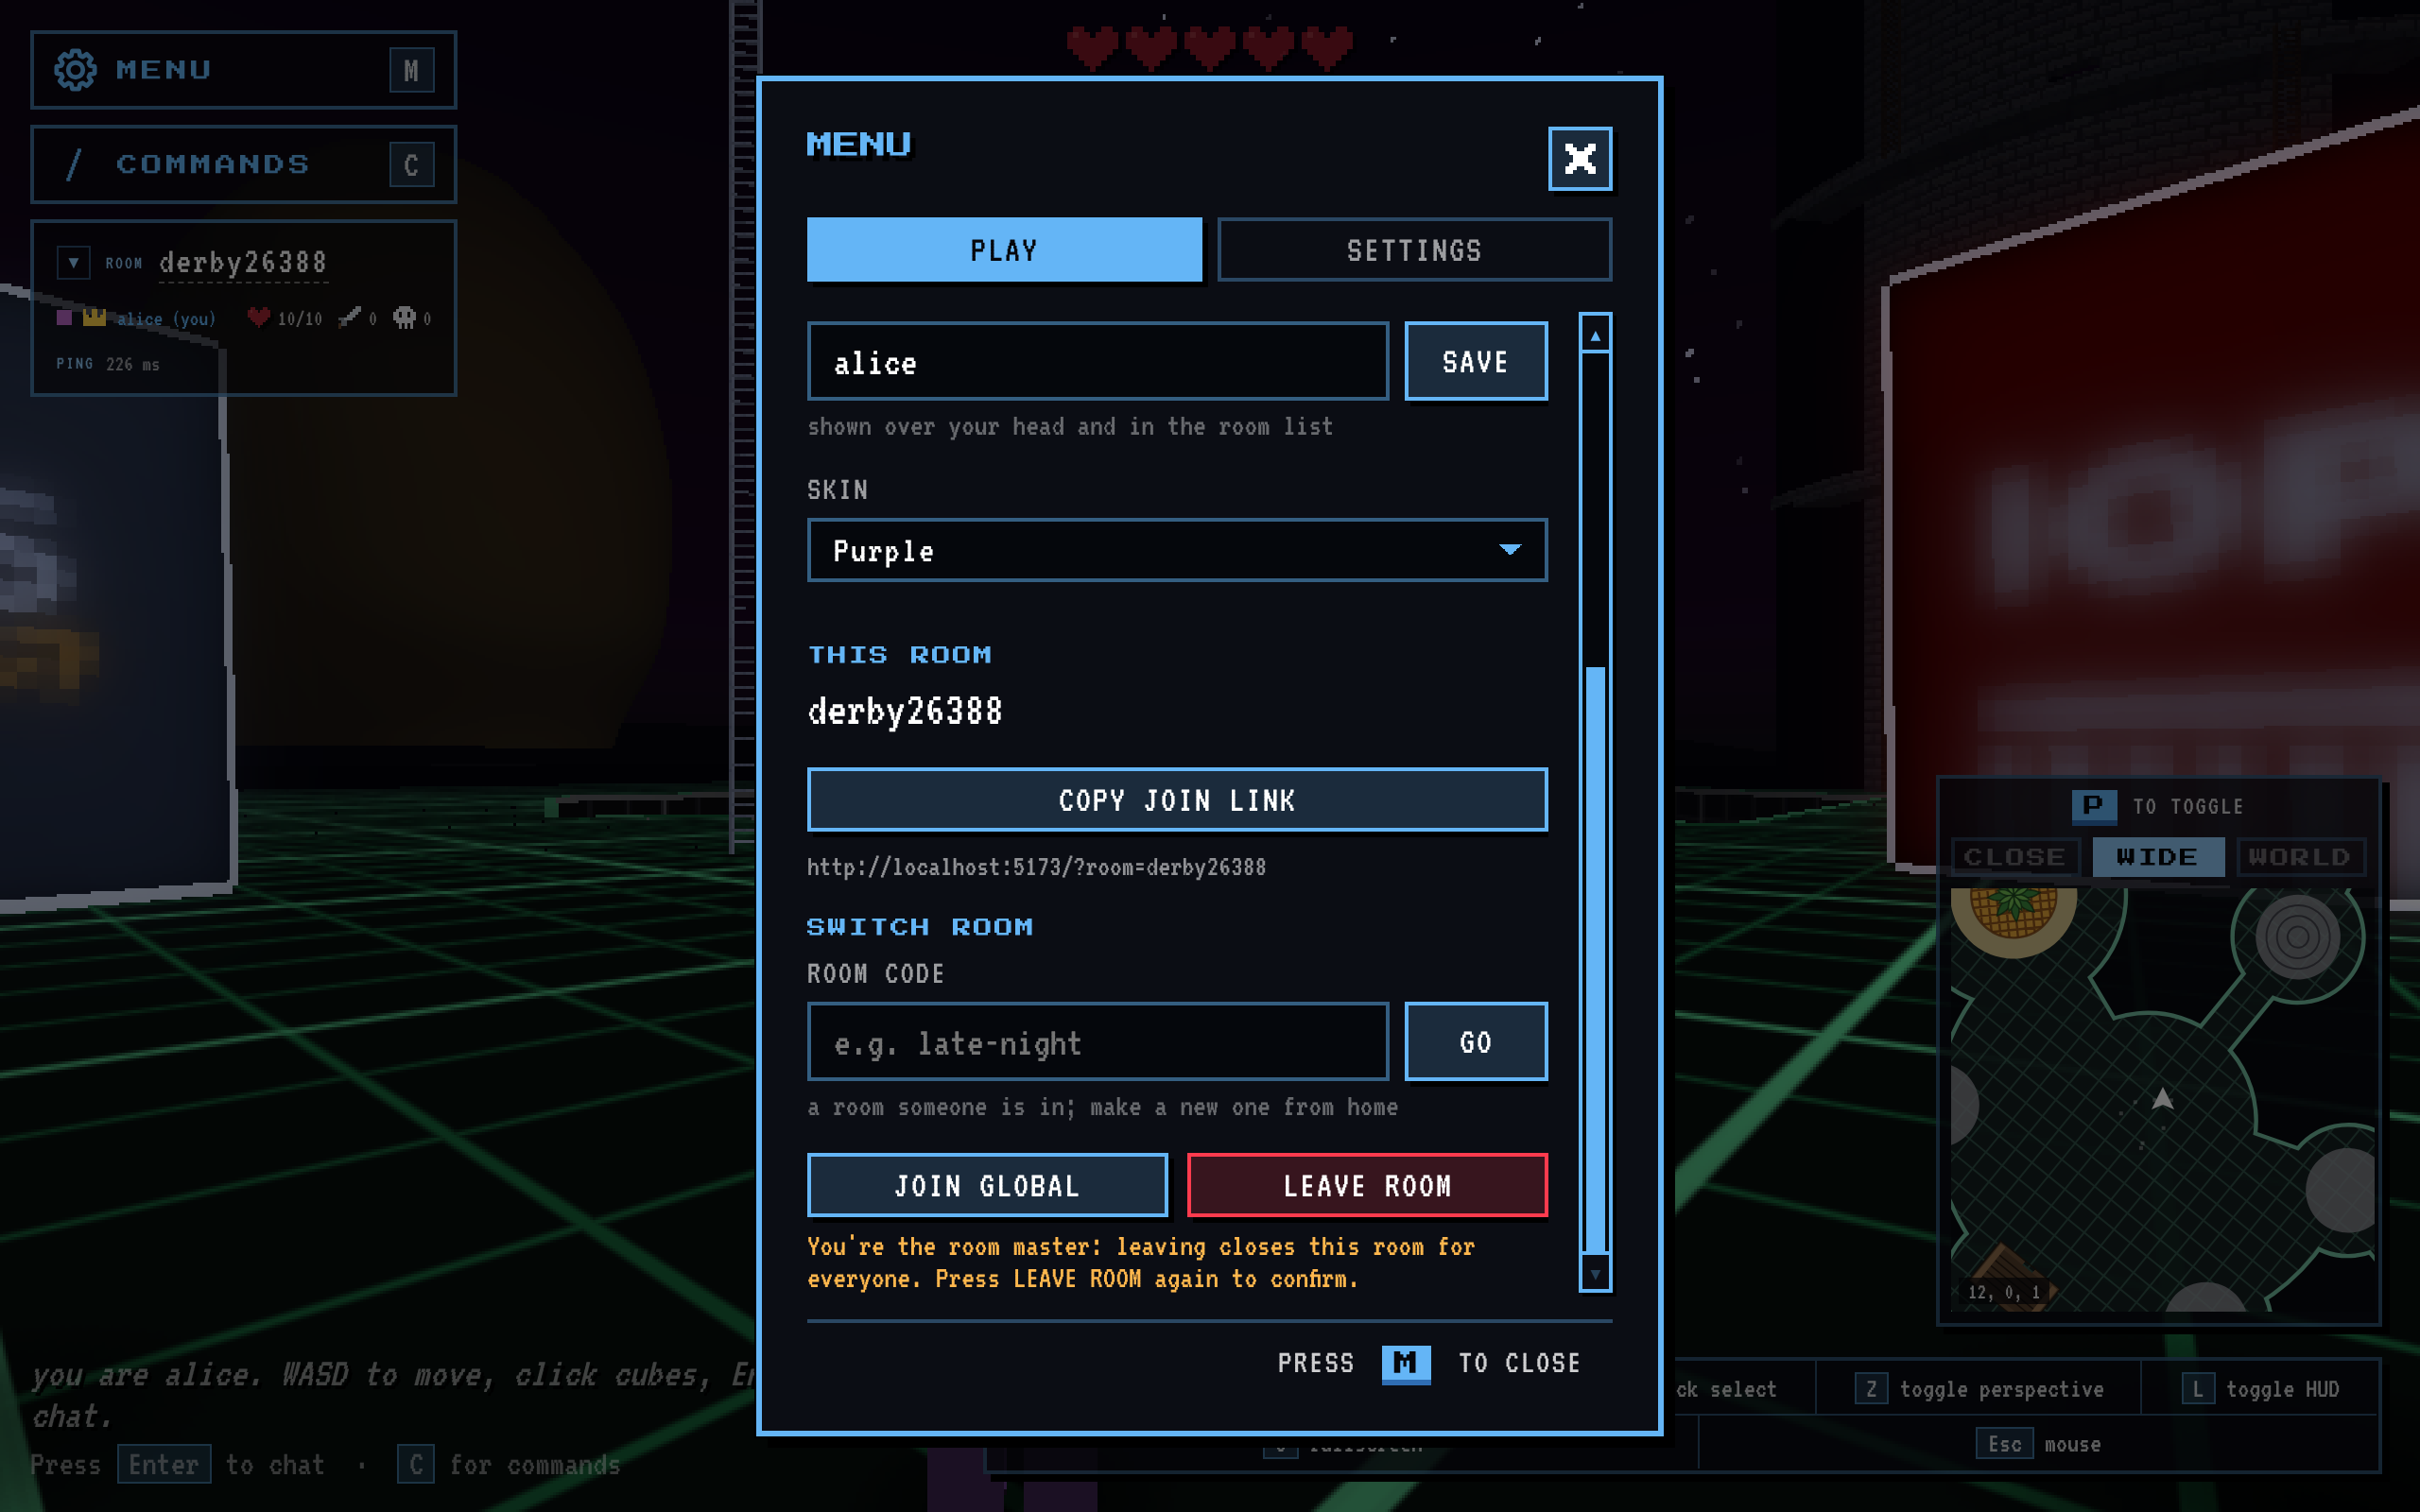 MENU M
/ COMMANDS C
ROOM derby26388
alice (you) 10/10 0 0
PING 226 ms
MENU
PLAY SETTINGS
alice SAVE
shown over your head and in the room list
SKIN
Purple
THIS ROOM
derby26388
COPY JOIN LINK
http://localhost:5173/?room=derby26388
SWITCH ROOM
ROOM CODE
e.g. late-night GO
a room someone is in; make a new one from home
JOIN GLOBAL LEAVE ROOM
You're the room master: leaving closes this room for
everyone. Press LEAVE ROOM again to confirm.
PRESS M TO CLOSE
P TO TOGGLE
CLOSE WIDE WORLD
12, 0, 1
you are alice. WASD to move, click cubes,
chat.
Press Enter to chat · C for commands
select Z toggle perspective L toggle HUD
Esc mouse